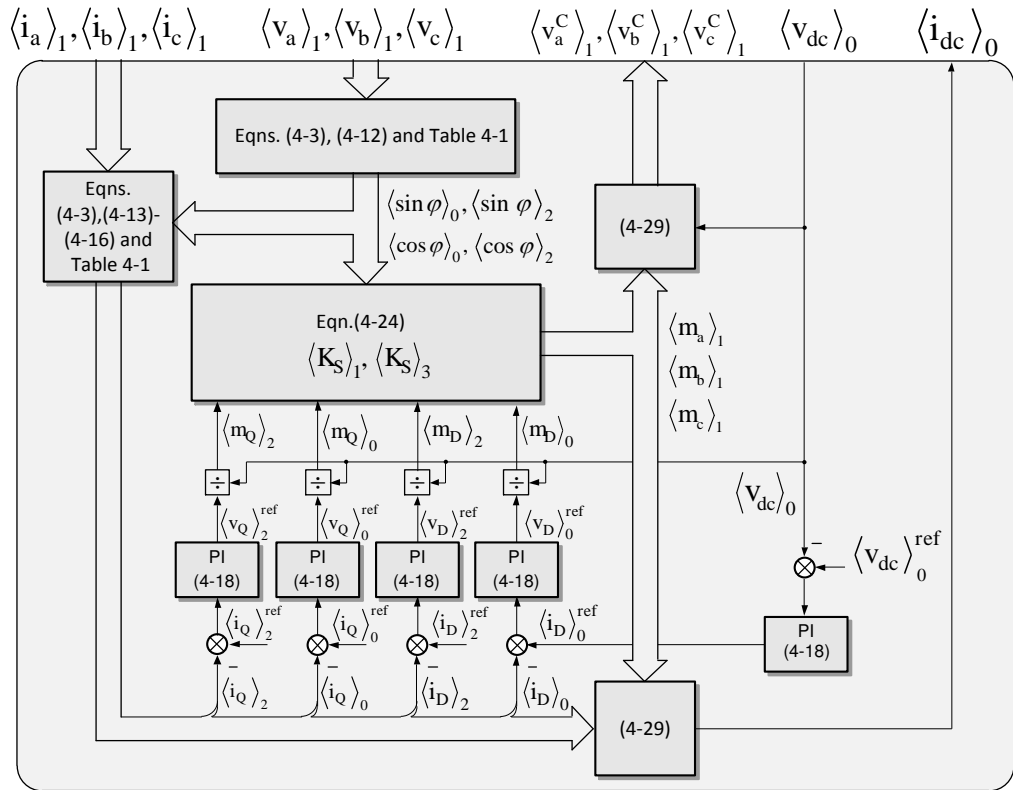 ⟨i_a⟩_1, ⟨i_b⟩_1, ⟨i_c⟩_1
⟨v_a⟩_1, ⟨v_b⟩_1, ⟨v_c⟩_1
⟨v_a^C⟩_1, ⟨v_b^C⟩_1, ⟨v_c^C⟩_1
⟨v_dc⟩_0
⟨i_dc⟩_0
Eqns. (4-3), (4-12) and Table 4-1
Eqns.
(4-3),(4-13)-
(4-16) and
Table 4-1
⟨sin φ⟩_0, ⟨sin φ⟩_2
⟨cos φ⟩_0, ⟨cos φ⟩_2
(4-29)
Eqn.(4-24)
⟨K_S⟩_1, ⟨K_S⟩_3
⟨m_a⟩_1
⟨m_b⟩_1
⟨m_c⟩_1
⟨m_Q⟩_2
⟨m_Q⟩_0
⟨m_D⟩_2
⟨m_D⟩_0
÷
÷
÷
÷
⟨v_dc⟩_0
⟨v_Q⟩_2^ref
⟨v_Q⟩_0^ref
⟨v_D⟩_2^ref
⟨v_D⟩_0^ref
PI
(4-18)
PI
(4-18)
PI
(4-18)
PI
(4-18)
−
⟨v_dc⟩_0^ref
⟨i_Q⟩_2^ref
⟨i_Q⟩_0^ref
⟨i_D⟩_2^ref
⟨i_D⟩_0^ref
PI
(4-18)
−
−
−
−
⟨i_Q⟩_2
⟨i_Q⟩_0
⟨i_D⟩_2
⟨i_D⟩_0
(4-29)